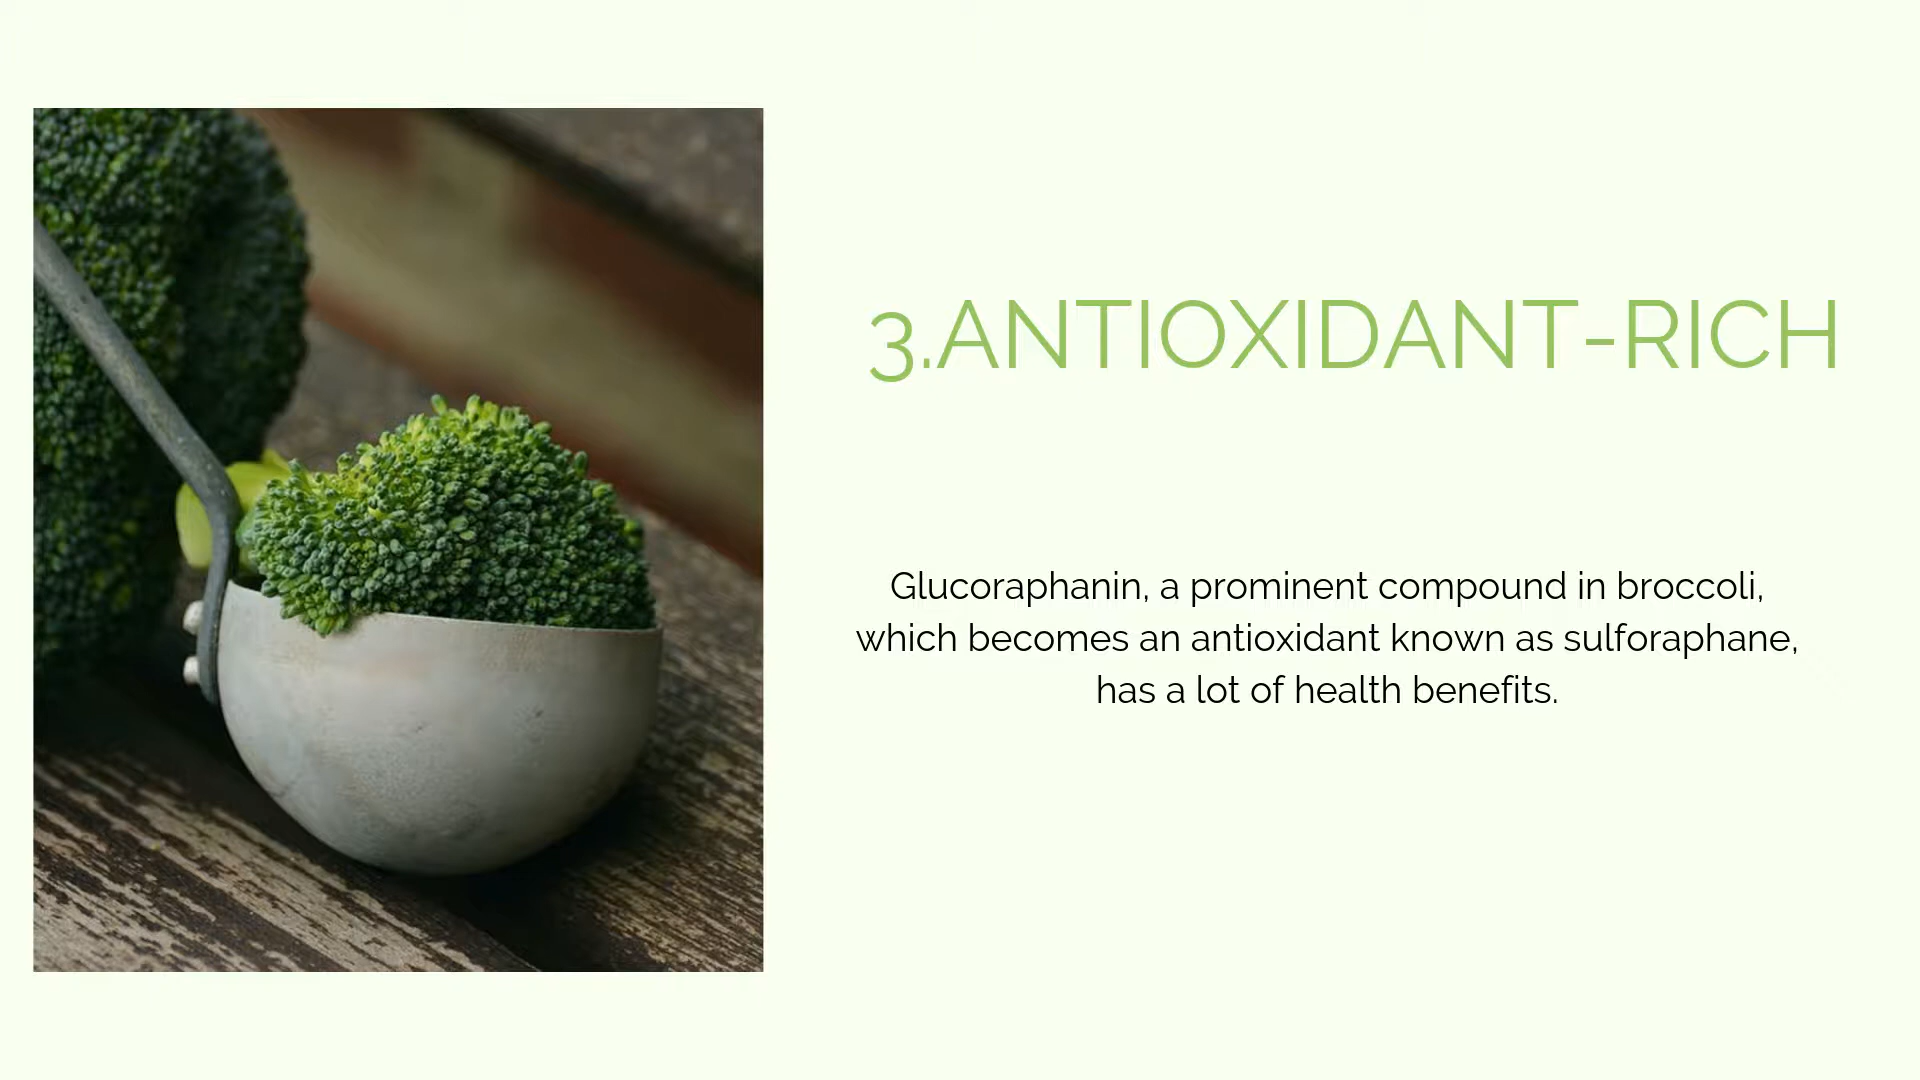 3.ANTIOXIDANT-RICH
Glucoraphanin, a prominent compound in broccoli,
which becomes an antioxidant known as sulforaphane,
has a lot of health benefits.